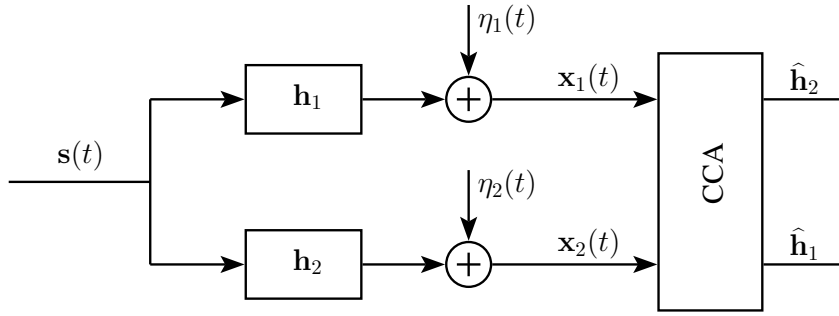 η₁(t)
h₁
x₁(t)
ĥ₂
s(t)
CCA
η₂(t)
h₂
x₂(t)
ĥ₁